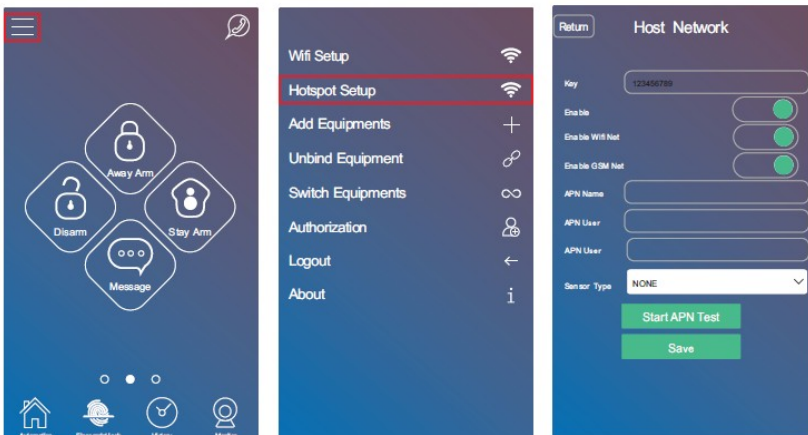 Away Arm
Disarm
Stay Arm
Message
Wifi Setup
Hotspot Setup
Add Equipments
Unbind Equipment
Switch Equipments
Authorization
Logout
About
Return
Host Network
Key
123456789
Enable
Enable Wifi Net
Enable GSM Net
APN Name
APN User
APN User
Sensor Type
NONE
Start APN Test
Save